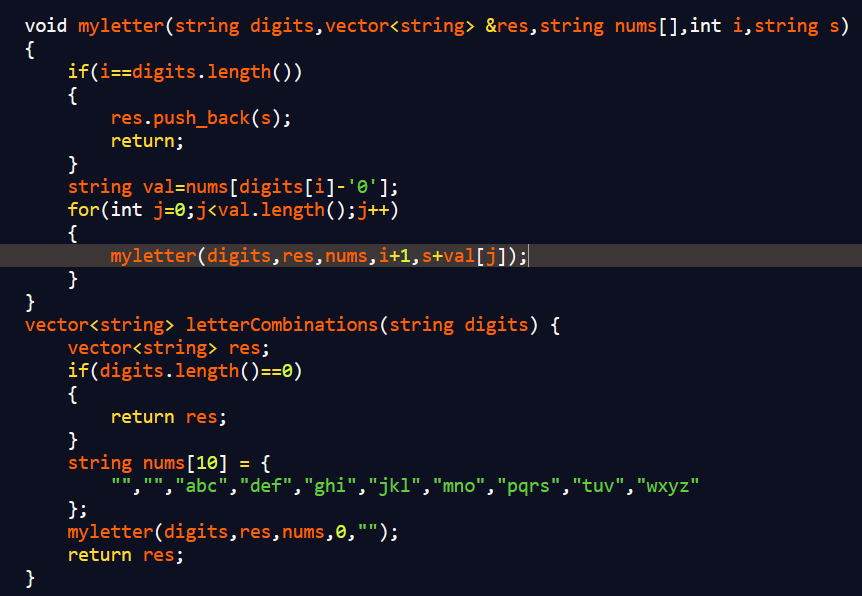 void myletter(string digits,vector<string> &res,string nums[],int i,string s)
{
    if(i==digits.length())
    {
        res.push_back(s);
        return;
    }
    string val=nums[digits[i]-'0'];
    for(int j=0;j<val.length();j++)
    {
        myletter(digits,res,nums,i+1,s+val[j]);
    }
}
vector<string> letterCombinations(string digits) {
    vector<string> res;
    if(digits.length()==0)
    {
        return res;
    }
    string nums[10] = {
        "","","abc","def","ghi","jkl","mno","pqrs","tuv","wxyz"
    };
    myletter(digits,res,nums,0,"");
    return res;
}